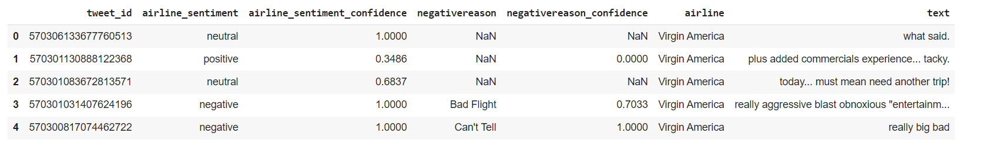 tweet_id airline_sentiment airline_sentiment_confidence negativereason negativereason_confidence airline text
0 570306133677760513 neutral 1.0000 NaN NaN Virgin America what said.
1 570301130888122368 positive 0.3486 NaN 0.0000 Virgin America plus added commercials experience... tacky.
2 570301083672813571 neutral 0.6837 NaN NaN Virgin America today... must mean need another trip!
3 570301031407624196 negative 1.0000 Bad Flight 0.7033 Virgin America really aggressive blast obnoxious "entertainm...
4 570300817074462722 negative 1.0000 Can't Tell 1.0000 Virgin America really big bad